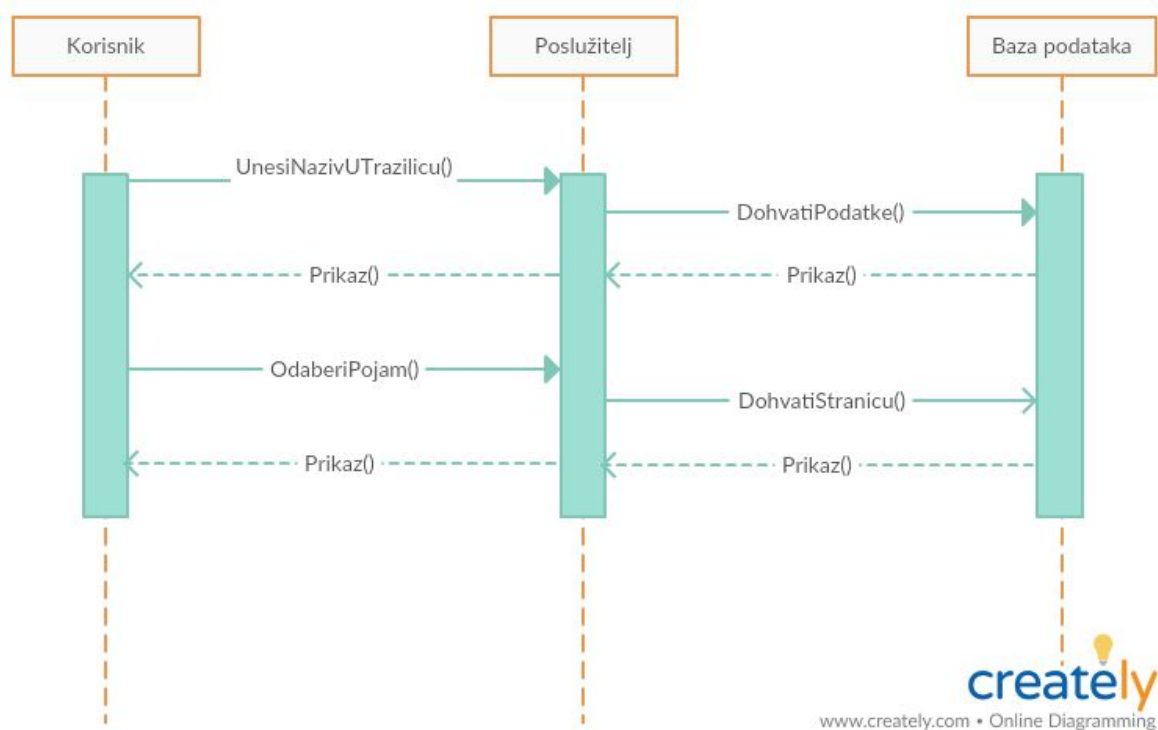 Korisnik
Poslužitelj
Baza podataka
UnesiNazivUTrazilicu()
DohvatiPodatke()
Prikaz()
Prikaz()
OdaberiPojam()
DohvatiStranicu()
Prikaz()
Prikaz()
creately
www.creately.com • Online Diagramming